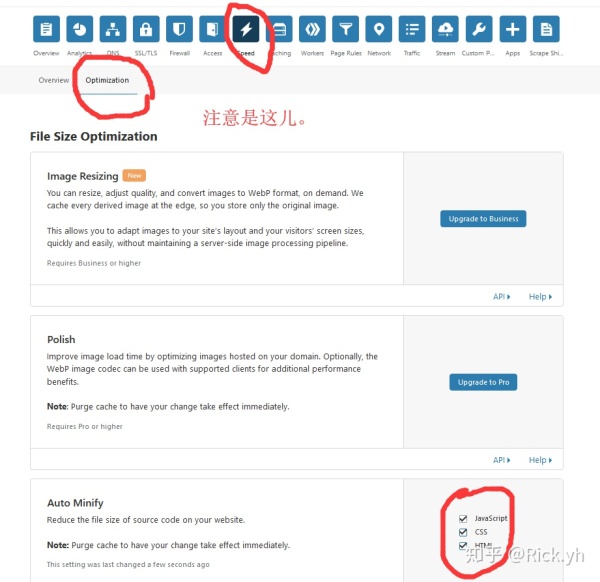 Overview Analytics DNS SSL/TLS Firewall Access Speed Caching Workers Page Rules Network Traffic Stream Custom P... Apps Scrape Shi...
Overview Optimization
注意是这儿。
File Size Optimization
Image Resizing New
You can resize, adjust quality, and convert images to WebP format, on demand. We
cache every derived image at the edge, so you store only the original image.
Upgrade to Business
This allows you to adapt images to your site's layout and your visitors' screen sizes,
quickly and easily, without maintaining a server-side image processing pipeline.
Requires Business or higher
API Help
Polish
Improve image load time by optimizing images hosted on your domain. Optionally, the
WebP image codec can be used with supported clients for additional performance
benefits.
Upgrade to Pro
Note: Purge cache to have your change take effect immediately.
Requires Pro or higher
API Help
Auto Minify
Reduce the file size of source code on your website.
JavaScript
CSS
HTML
Note: Purge cache to have your change take effect immediately.
This setting was last changed a few seconds ago
知乎 @Rick.yh